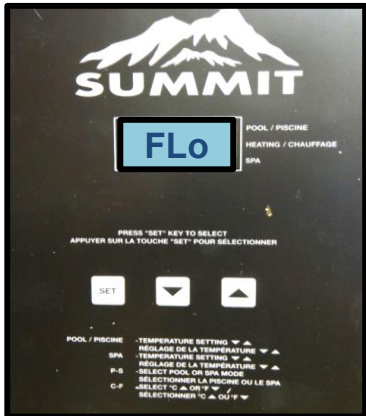 SUMMIT
FLo
POOL / PISCINE
HEATING / CHAUFFAGE
SPA
PRESS "SET" KEY TO SELECT
APPUYER SUR LA TOUCHE "SET" POUR SÉLECTIONNER
SET
POOL / PISCINE - TEMPERATURE SETTING ▼ ▲
RÉGLAGE DE LA TEMPÉRATURE ▼ ▲
SPA - TEMPERATURE SETTING ▼ ▲
RÉGLAGE DE LA TEMPÉRATURE ▼ ▲
P-S - SELECT POOL OR SPA MODE
SÉLECTIONNER LA PISCINE OU LE SPA
C-F - SELECT °C ▲ OR °F ▼ /
SÉLECTIONNER °C ▲ OU °F ▼